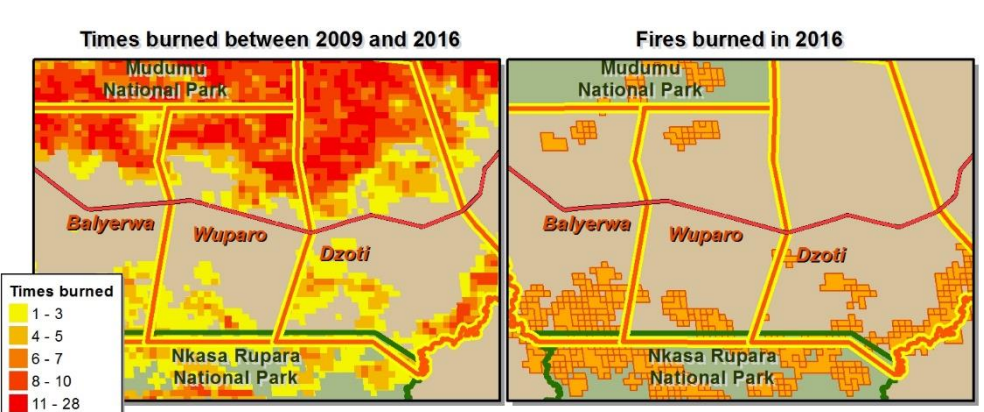 Times burned between 2009 and 2016
Mudumu
National Park
Balyerwa
Wuparo
Dzoti
Times burned
1 - 3
4 - 5
6 - 7
8 - 10
11 - 28
Nkasa Rupara
National Park
Fires burned in 2016
Mudumu
National Park
Balyerwa
Wuparo
Dzoti
Nkasa Rupara
National Park